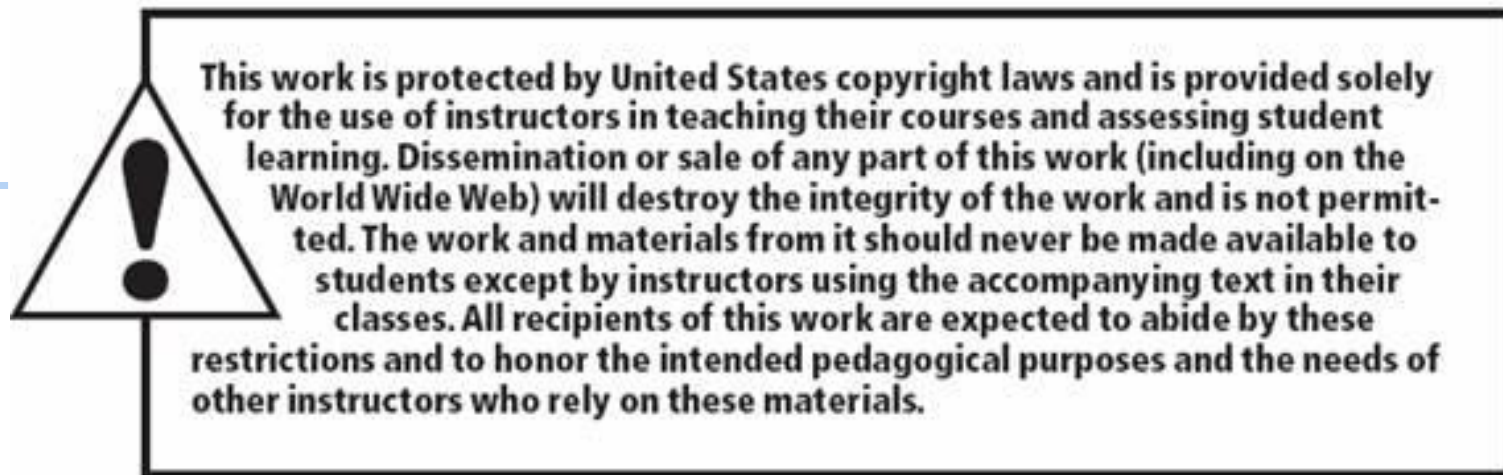 This work is protected by United States copyright laws and is provided solely
for the use of instructors in teaching their courses and assessing student
learning. Dissemination or sale of any part of this work (including on the
World Wide Web) will destroy the integrity of the work and is not permit-
ted. The work and materials from it should never be made available to
students except by instructors using the accompanying text in their
classes. All recipients of this work are expected to abide by these
restrictions and to honor the intended pedagogical purposes and the needs of
other instructors who rely on these materials.